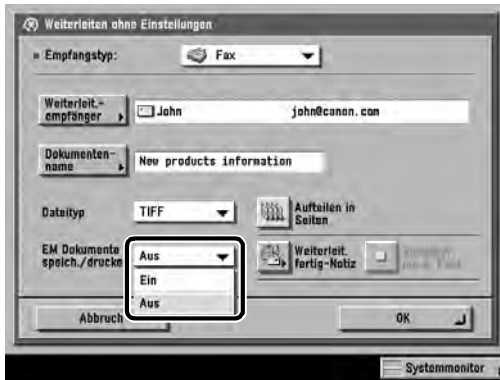 Weiterleiten ohne Einstellungen
Empfangstyp:
Fax
Weiterleit.-
empfänger
John
john@canon.com
Dokumenten-
name
New products information
Dateityp
TIFF
Aufteilen in
Seiten
EM Dokumente
speich./drucke
Aus
Ein
Aus
Weiterleit.
fertig-Notiz
Abbruch
OK
Systemmonitor